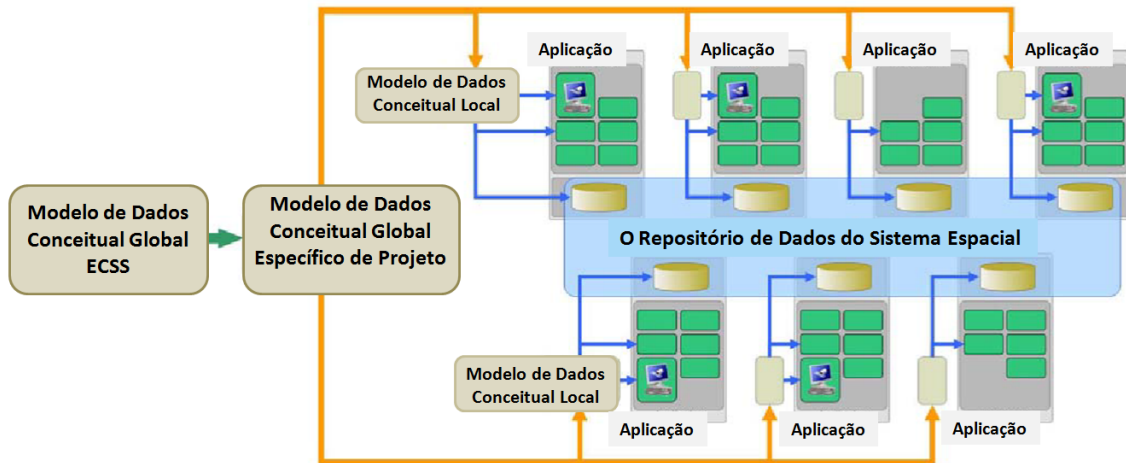 Aplicação
Aplicação
Aplicação
Aplicação
Modelo de Dados
Conceitual Local
Modelo de Dados
Conceitual Global
ECSS
Modelo de Dados
Conceitual Global
Específico de Projeto
O Repositório de Dados do Sistema Espacial
Modelo de Dados
Conceitual Local
Aplicação
Aplicação
Aplicação